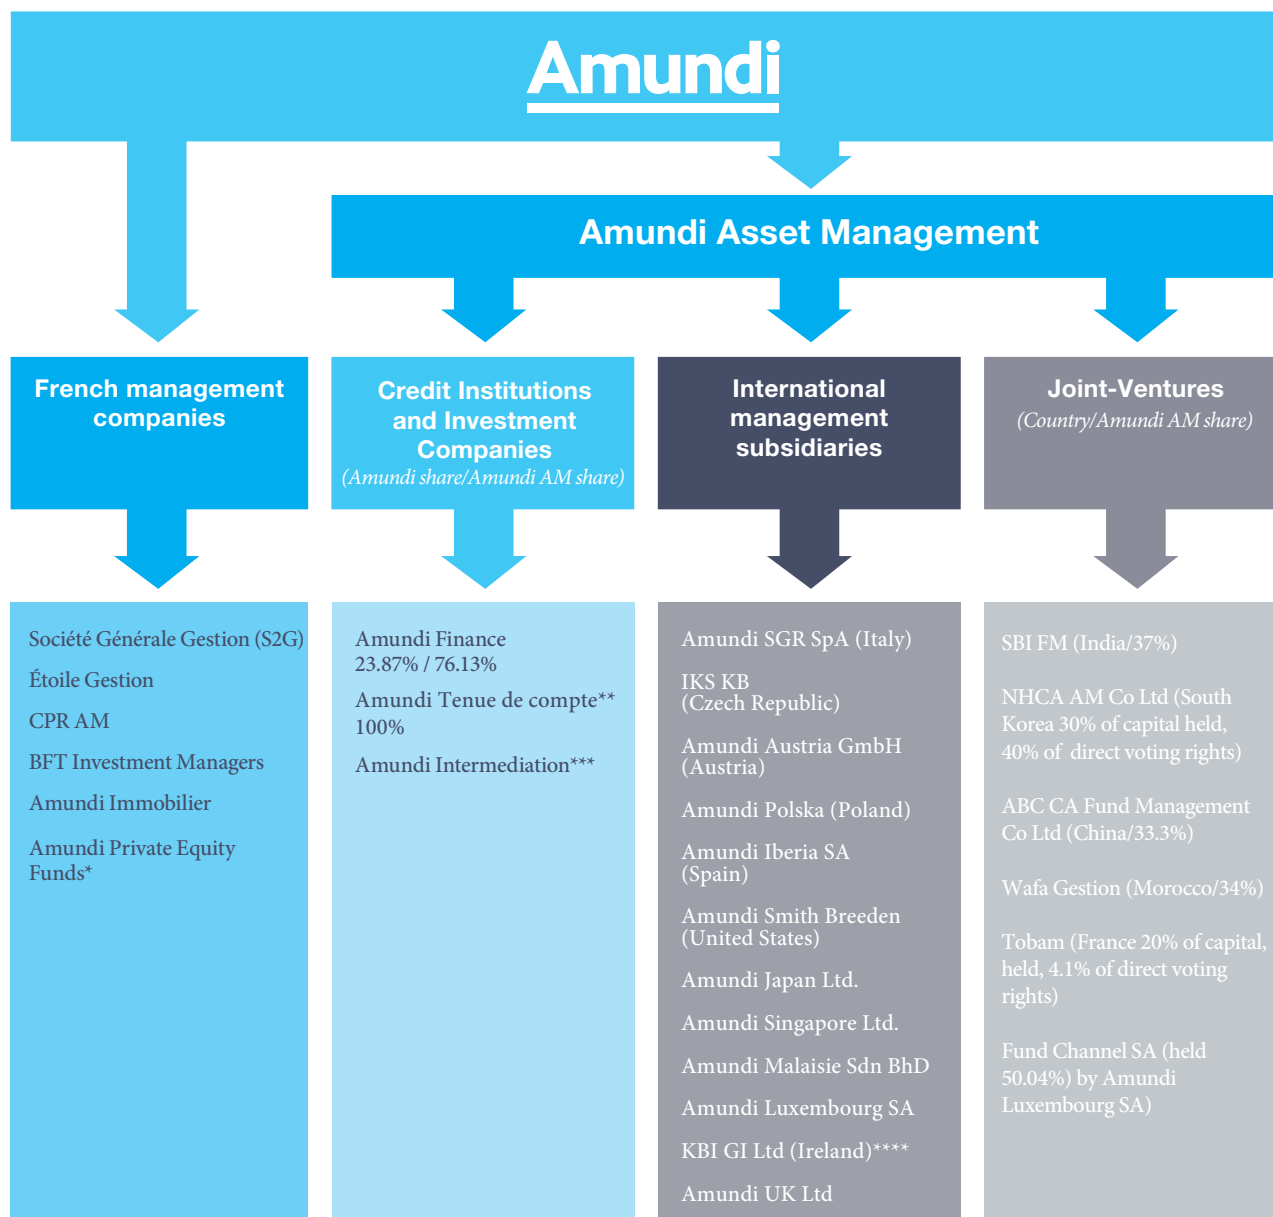 Amundi
Amundi Asset Management
French management
companies
Credit Institutions
and Investment
Companies
(Amundi share/Amundi AM share)
International
management
subsidiaries
Joint-Ventures
(Country/Amundi AM share)
Société Générale Gestion (S2G)
Étoile Gestion
CPR AM
BFT Investment Managers
Amundi Immobilier
Amundi Private Equity
Funds*
Amundi Finance
23.87% / 76.13%
Amundi Tenue de compte**
100%
Amundi Intermediation***
Amundi SGR SpA (Italy)
IKS KB
(Czech Republic)
Amundi Austria GmbH
(Austria)
Amundi Polska (Poland)
Amundi Iberia SA
(Spain)
Amundi Smith Breeden
(United States)
Amundi Japan Ltd.
Amundi Singapore Ltd.
Amundi Malaisie Sdn BhD
Amundi Luxembourg SA
KBI GI Ltd (Ireland)****
Amundi UK Ltd
SBI FM (India/37%)
NHCA AM Co Ltd (South
Korea 30% of capital held,
40% of direct voting rights)
ABC CA Fund Management
Co Ltd (China/33.3%)
Wafa Gestion (Morocco/34%)
Tobam (France 20% of capital,
held, 4.1% of direct voting
rights)
Fund Channel SA (held
50.04%) by Amundi
Luxembourg SA)